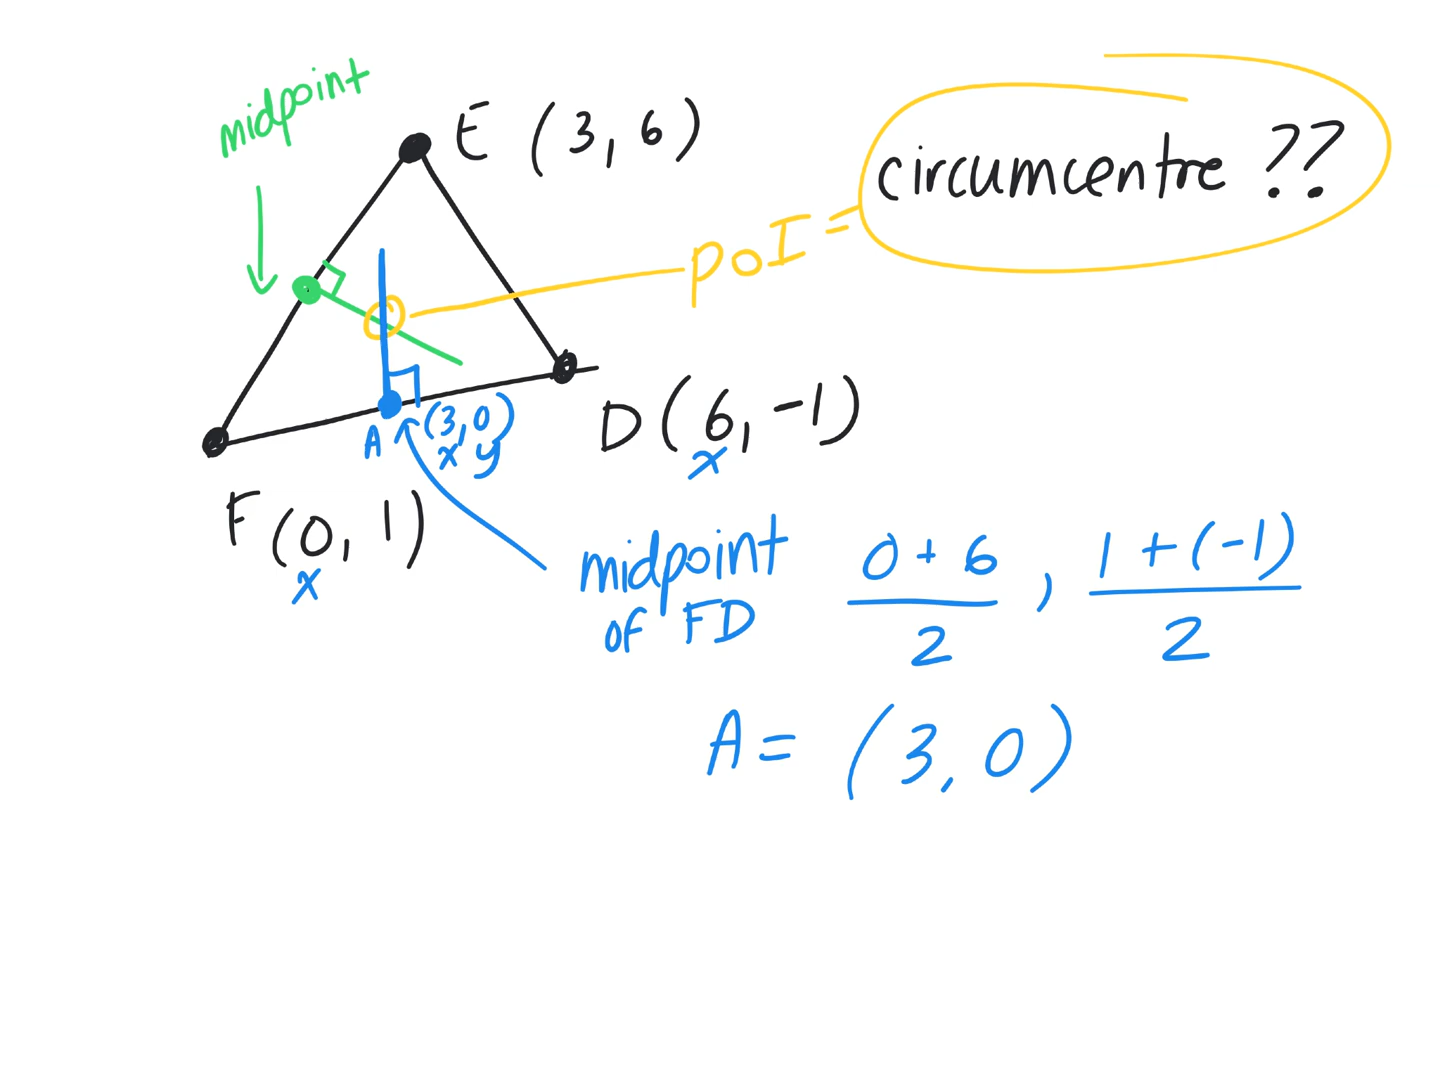 midpoint
E (3, 6)
circumcentre ??
POI =
A (3, 0)
x y
D (6, -1)
x
F (0, 1)
x
midpoint of FD
0 + 6 / 2 , 1 + (-1) / 2
A = (3, 0)